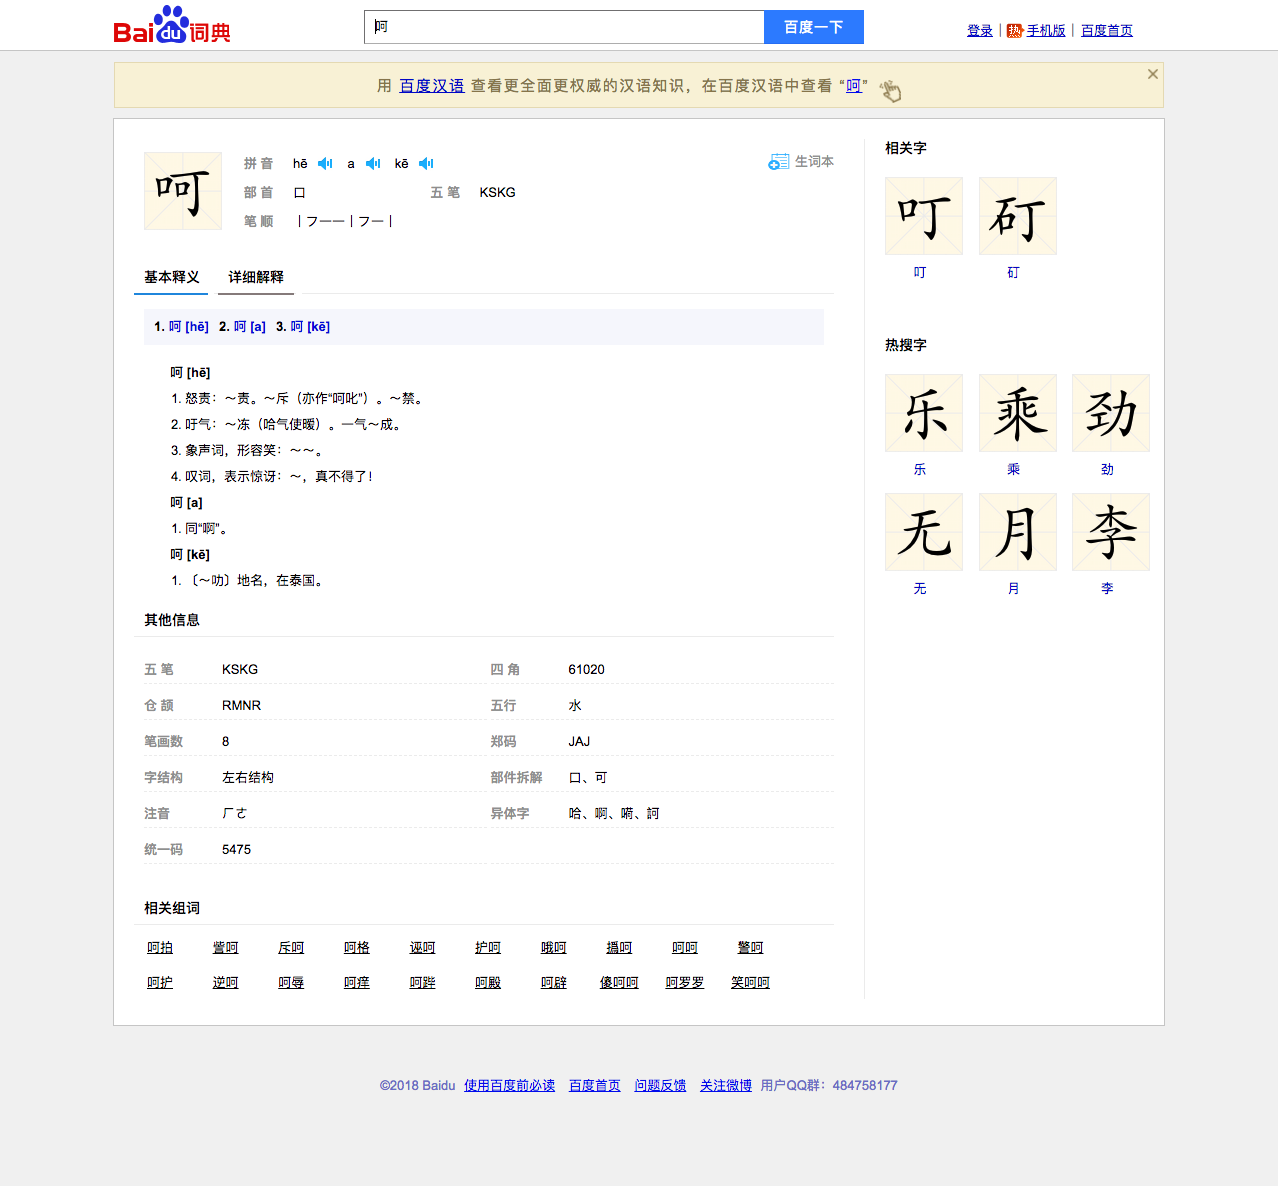 Bai du 词典
呵
百度一下
登录 | 热 手机版 | 百度首页
用 百度汉语 查看更全面更权威的汉语知识，在百度汉语中查看 “呵”
呵
拼 音 hē a kē
生词本
部 首 口 五 笔 KSKG
笔 顺 丨フ一一丨フ一丨
基本释义 详细解释
1. 呵 [hē] 2. 呵 [a] 3. 呵 [kē]
呵 [hē]
1. 怒责：～责。～斥（亦作“呵叱”）。～禁。
2. 吁气：～冻（哈气使暖）。一气～成。
3. 象声词，形容笑：～～。
4. 叹词，表示惊讶：～，真不得了！
呵 [a]
1. 同“啊”。
呵 [kē]
1. 〔～叻〕地名，在泰国。
其他信息
五 笔 KSKG 四 角 61020
仓 颉 RMNR 五行 水
笔画数 8 郑码 JAJ
字结构 左右结构 部件拆解 口、可
注音 ㄏㄜ 异体字 哈、啊、嗬、訶
统一码 5475
相关组词
呵拍 訾呵 斥呵 呵格 诬呵 护呵 哦呵 撝呵 呵呵 警呵
呵护 逆呵 呵辱 呵痒 呵跸 呵殿 呵辟 傻呵呵 呵罗罗 笑呵呵
相关字
叮 矴
叮 矴
热搜字
乐 乘 劲
乐 乘 劲
无 月 李
无 月 李
©2018 Baidu 使用百度前必读 百度首页 问题反馈 关注微博 用户QQ群：484758177